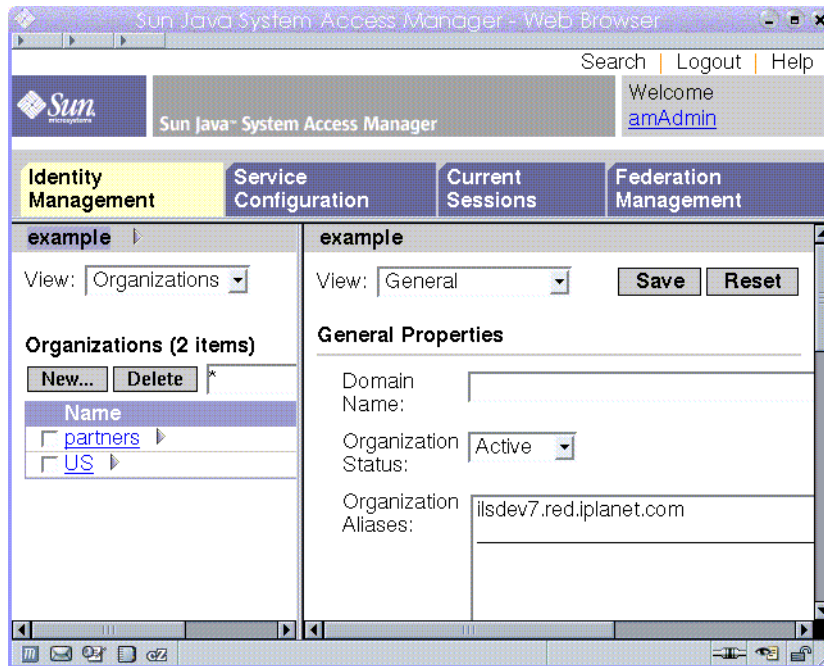 Sun Java System Access Manager - Web Browser
Search | Logout | Help
Sun
microsystems
Sun Java™ System Access Manager
Welcome
amAdmin
Identity
Management
Service
Configuration
Current
Sessions
Federation
Management
example
View: Organizations
Organizations (2 items)
New... Delete *
Name
partners
US
example
View: General Save Reset
General Properties
Domain
Name:
Organization
Status: Active
Organization
Aliases: ilsdev7.red.iplanet.com